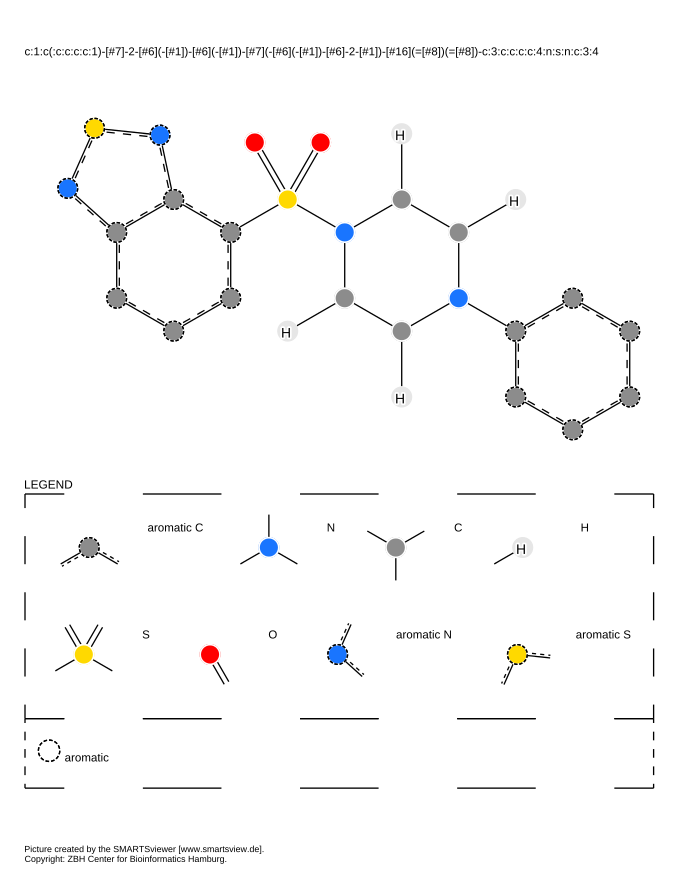 c:1:c(:c:c:c:c:1)-[#7]-2-[#6](-[#1])-[#6](-[#1])-[#7](-[#6](-[#1])-[#6]-2-[#1])-[#16](=[#8])(=[#8])-c:3:c:c:c:c:4:n:s:n:c:3:4
H
H
H
H
LEGEND
aromatic C
N
C
H
H
S
O
aromatic N
aromatic S
aromatic
Picture created by the SMARTSviewer [www.smartsview.de].
Copyright: ZBH Center for Bioinformatics Hamburg.